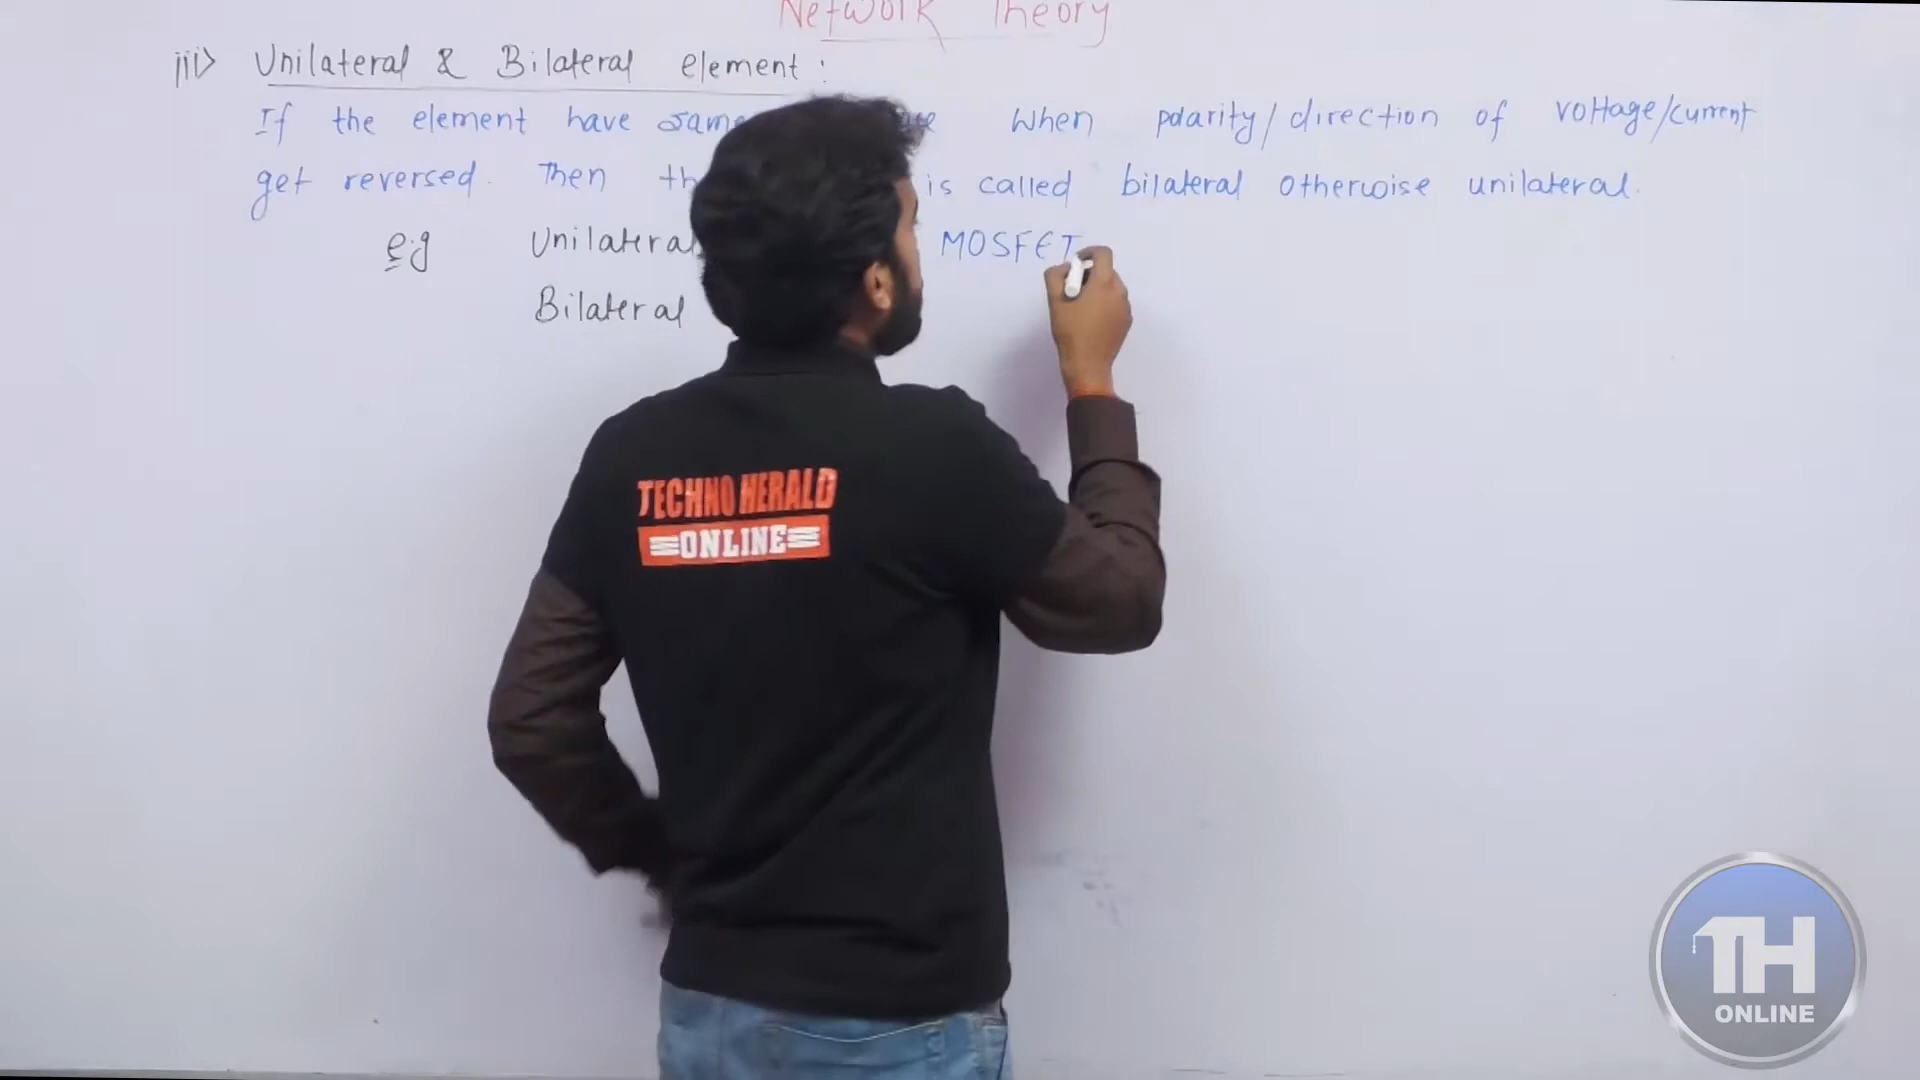 Network Theory
iii> Unilateral & Bilateral element :
If the element have same when polarity/direction of voltage/current
get reversed. Then is called bilateral otherwise unilateral.
e.g Unilateral MOSFET
Bilateral
TECHNO HERALD
ONLINE
TH
ONLINE